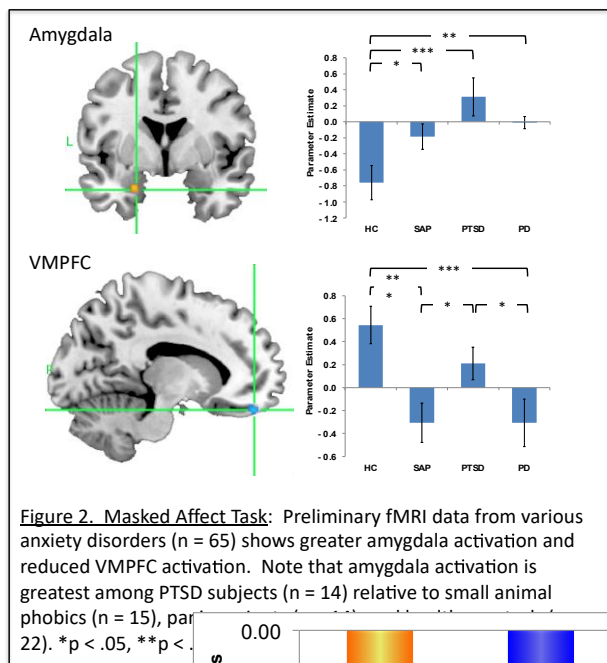 Amygdala
L
**
***
*
0.8
0.6
0.4
0.2
0.0
- 0.2
- 0.4
- 0.6
- 0.8
- 1.0
- 1.2
Parameter Estimate
HC SAP PTSD PD
VMPFC
R
***
**
*
*
*
0.8
0.6
0.4
0.2
0
- 0.2
- 0.4
- 0.6
Parameter Estimate
HC SAP PTSD PD
Figure 2. Masked Affect Task: Preliminary fMRI data from various
anxiety disorders (n = 65) shows greater amygdala activation and
reduced VMPFC activation. Note that amygdala activation is
greatest among PTSD subjects (n = 14) relative to small animal
phobics (n = 15),
22). *p < .05, **p < .
0.00
s